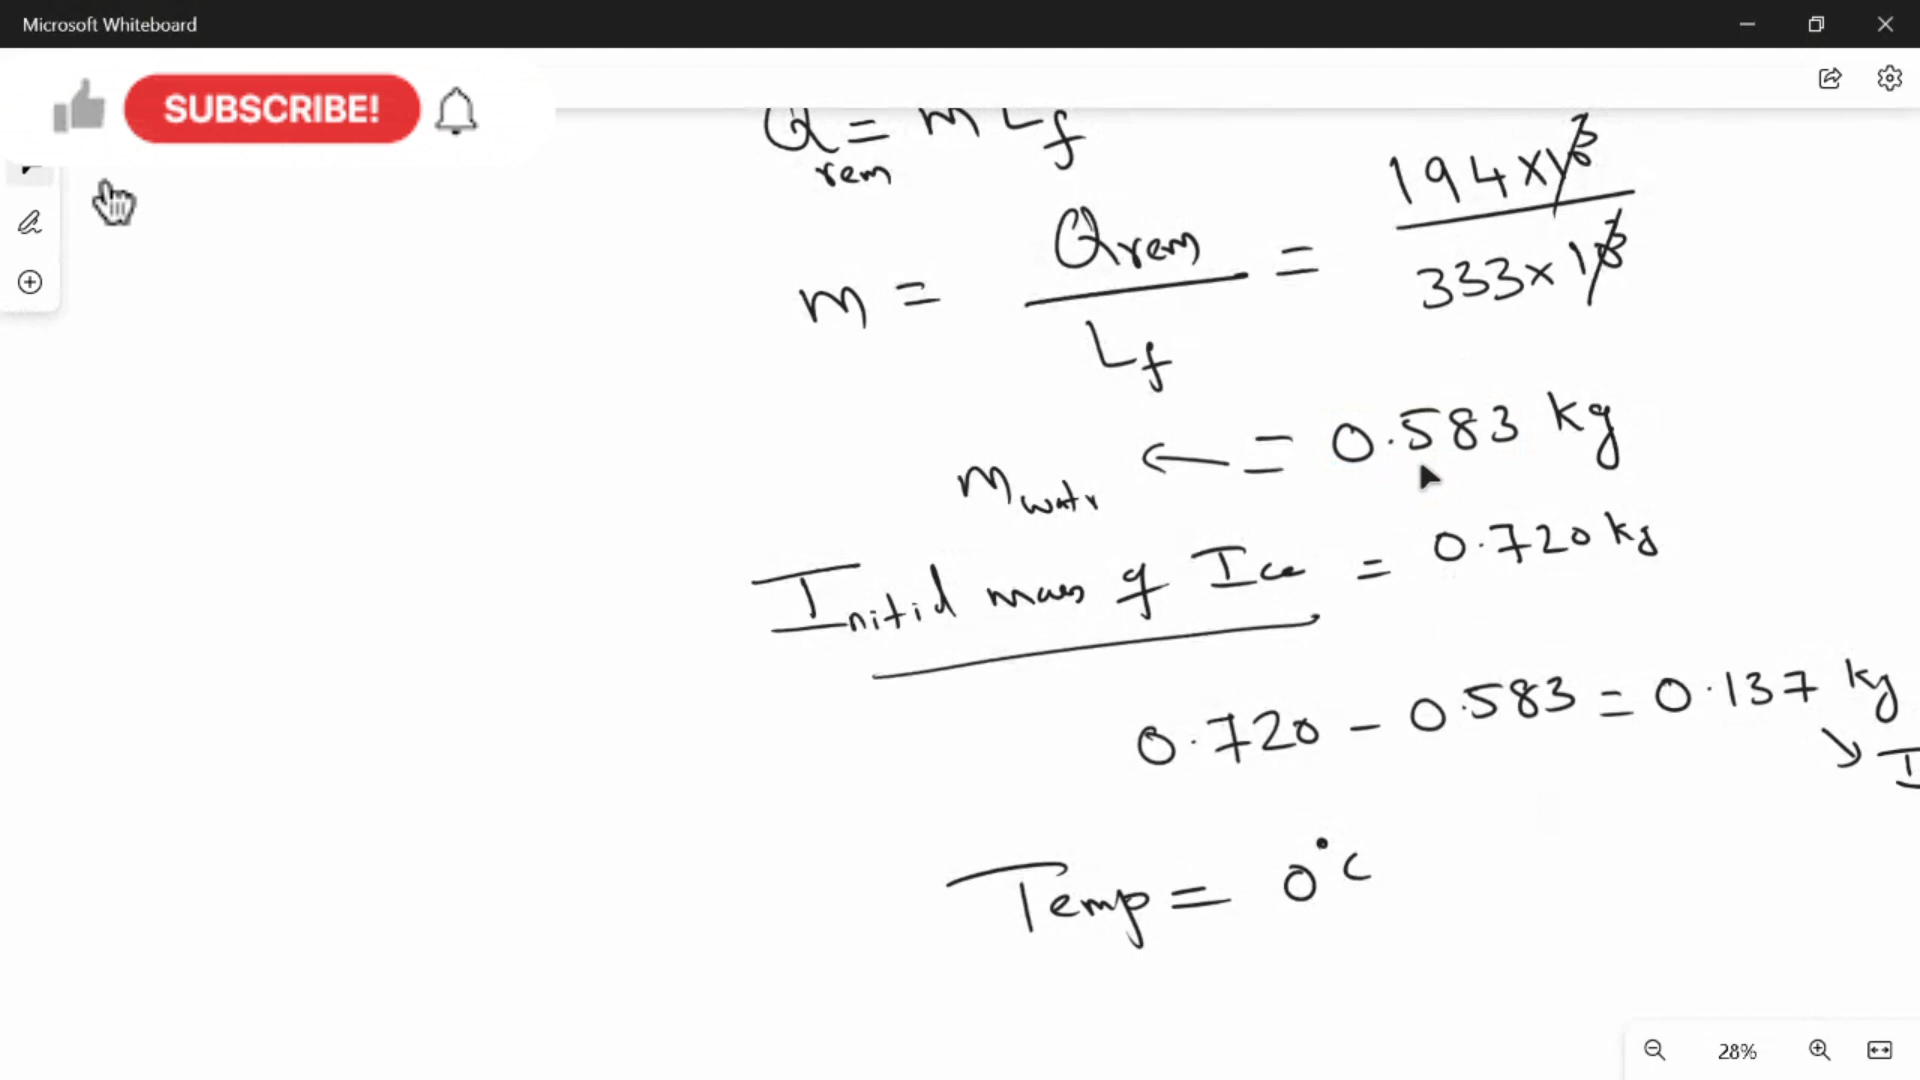 Microsoft Whiteboard
SUBSCRIBE!
Q rem = m Lf
m = Qrem / Lf = 194 × 10³ / 333 × 10³
m watr ← = 0.583 kg
Initial mass of Ice = 0.720 kg
0.720 - 0.583 = 0.137 kg
↘ I
Temp = 0°C
28%